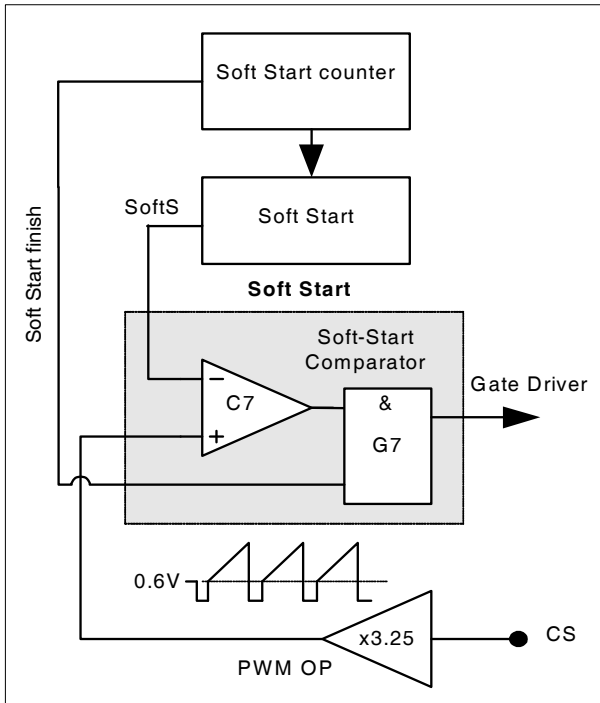 Soft Start counter
SoftS
Soft Start
Soft Start finish
Soft Start
Soft-Start
Comparator
Gate Driver
−
C7
+
&
G7
0.6V
x3.25
CS
PWM OP